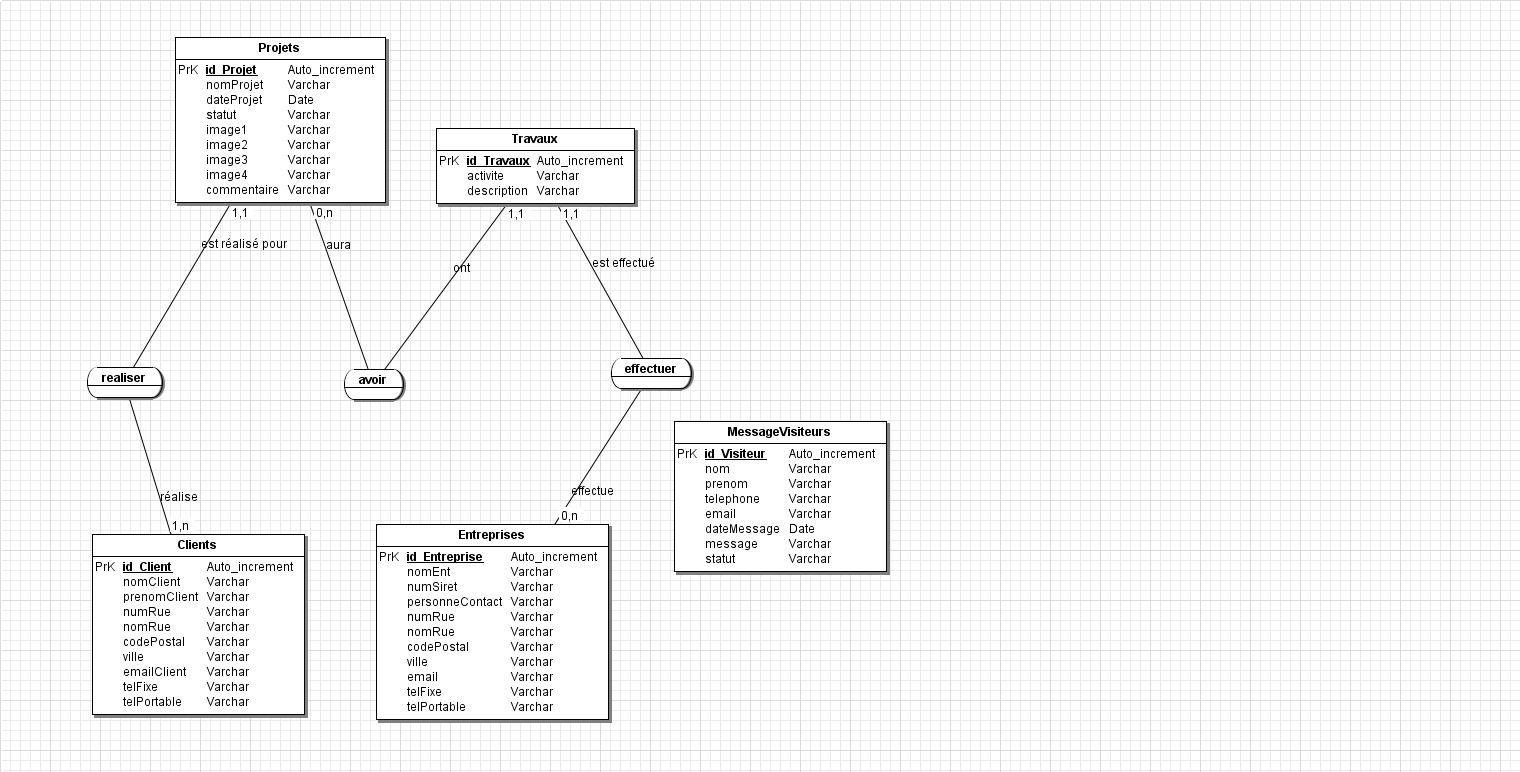 Projets
PrK id_Projet Auto_increment
nomProjet Varchar
dateProjet Date
statut Varchar
image1 Varchar
image2 Varchar
image3 Varchar
image4 Varchar
commentaire Varchar
Travaux
PrK id_Travaux Auto_increment
activite Varchar
description Varchar
1,1 0,n
1,1 1,1
est réalisé pour
aura
ont
est effectué
realiser
avoir
effectuer
MessageVisiteurs
PrK id_Visiteur Auto_increment
nom Varchar
prenom Varchar
telephone Varchar
email Varchar
dateMessage Date
message Varchar
statut Varchar
réalise
1,n
effectue
0,n
Clients
PrK id_Client Auto_increment
nomClient Varchar
prenomClient Varchar
numRue Varchar
nomRue Varchar
codePostal Varchar
ville Varchar
emailClient Varchar
telFixe Varchar
telPortable Varchar
Entreprises
PrK id_Entreprise Auto_increment
nomEnt Varchar
numSiret Varchar
personneContact Varchar
numRue Varchar
nomRue Varchar
codePostal Varchar
ville Varchar
email Varchar
telFixe Varchar
telPortable Varchar